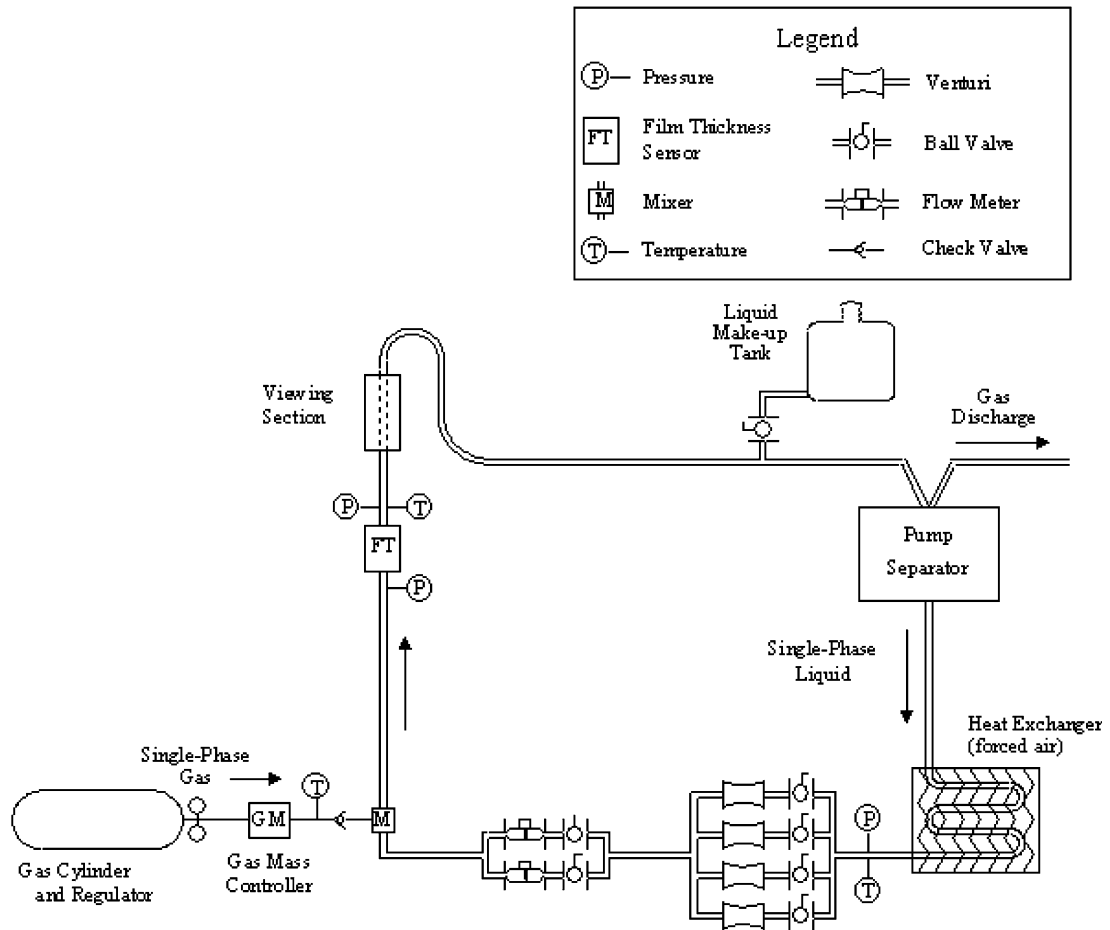 Legend
P
Pressure
Venturi
FT
Film Thickness
Sensor
Ball Valve
M
Mixer
Flow Meter
T
Temperature
Check Valve
Liquid
Make-up
Tank
Viewing
Section
Gas
Discharge
P
T
FT
P
Pump
Separator
Single-Phase
Liquid
Heat Exchanger
(forced air)
Single-Phase
Gas
T
GM
M
P
T
Gas Cylinder
and Regulator
Gas Mass
Controller